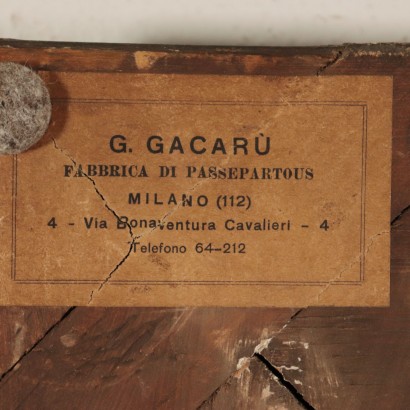 G. GACARÙ
FABBRICA DI PASSEPARTOUS
MILANO (112)
4 - Via Bonaventura Cavalieri - 4
Telefono 64-212